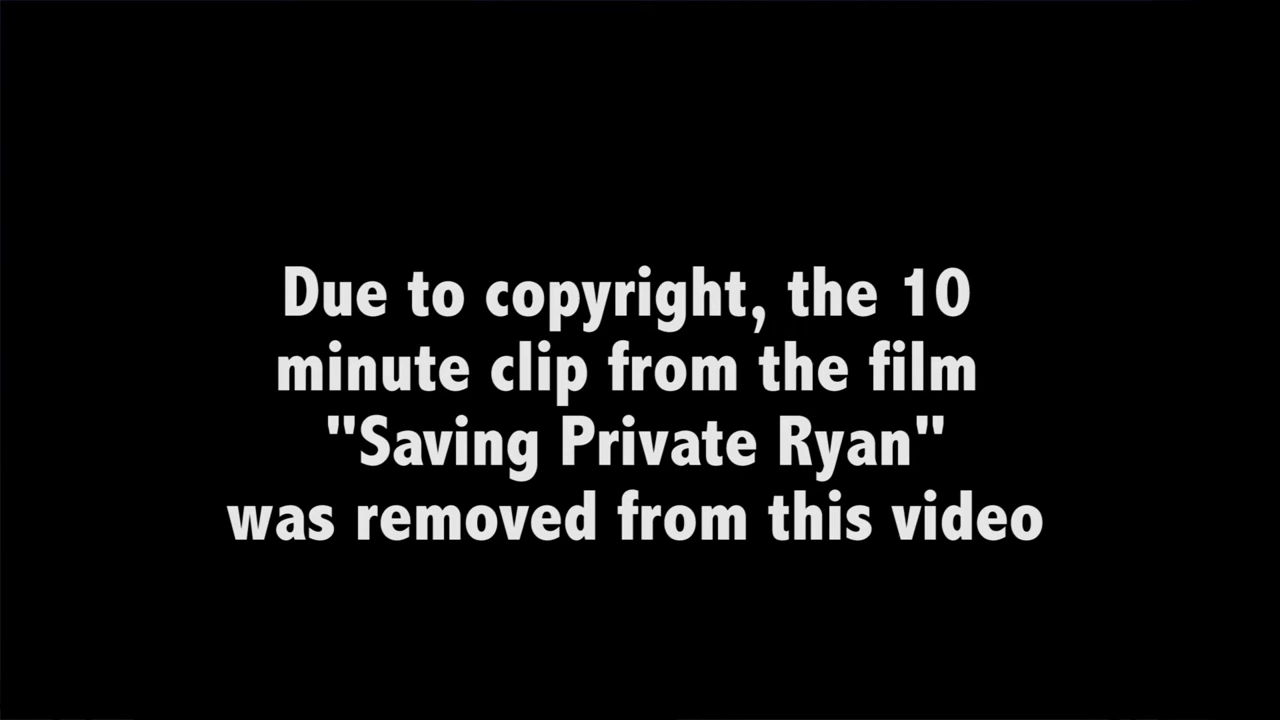 Due to copyright, the 10
minute clip from the film
"Saving Private Ryan"
was removed from this video